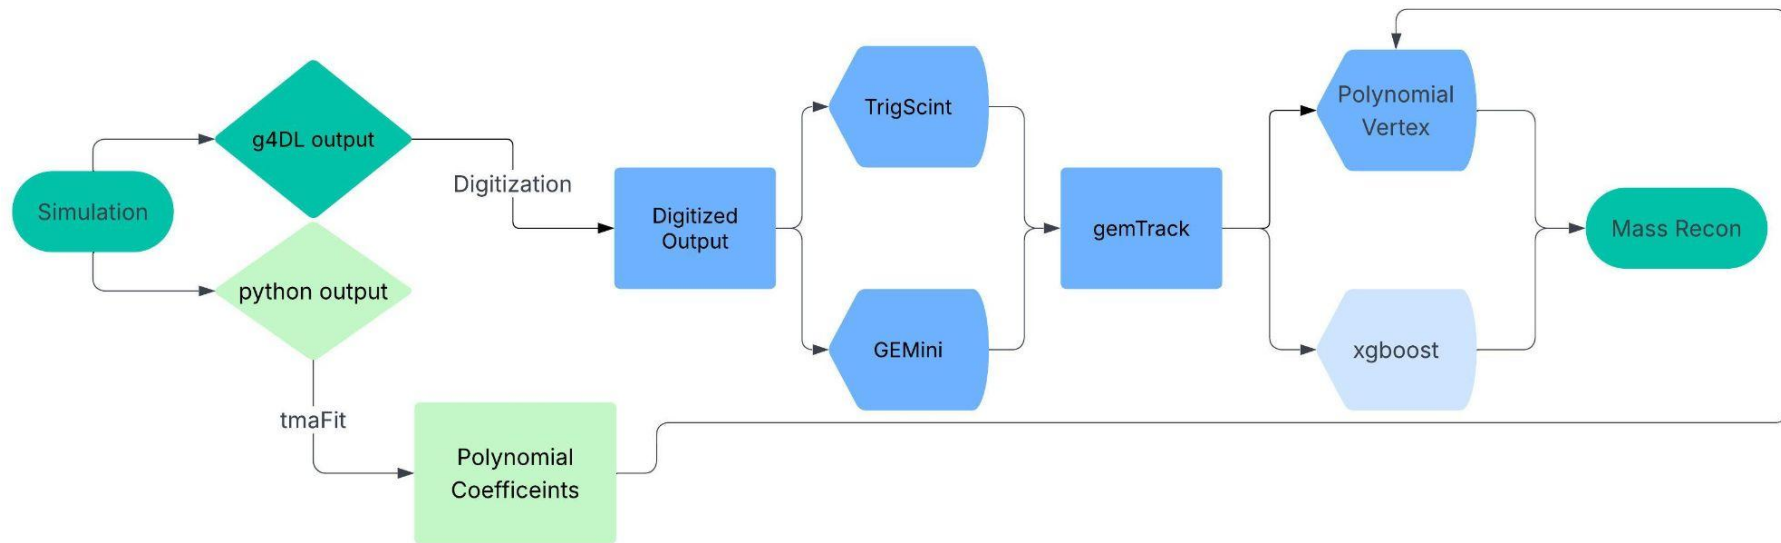 Simulation
g4DL output
python output
Digitization
tmaFit
Polynomial
Coefficeints
Digitized
Output
TrigScint
GEMini
gemTrack
Polynomial
Vertex
xgboost
Mass Recon